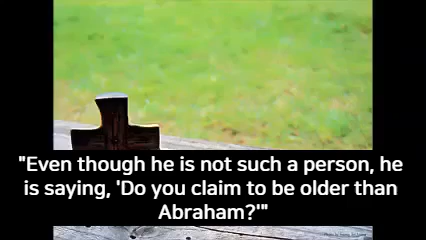 "Even though he is not such a person, he
is saying, 'Do you claim to be older than
Abraham?'"